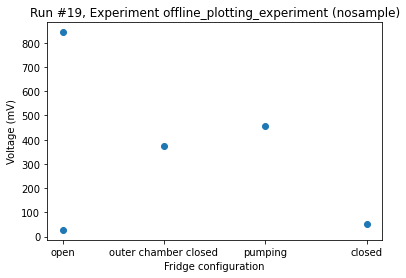 Run #19, Experiment offline_plotting_experiment (nosample)
800
700
600
500
400
300
200
100
0
Voltage (mV)
open
outer chamber closed
pumping
closed
Fridge configuration